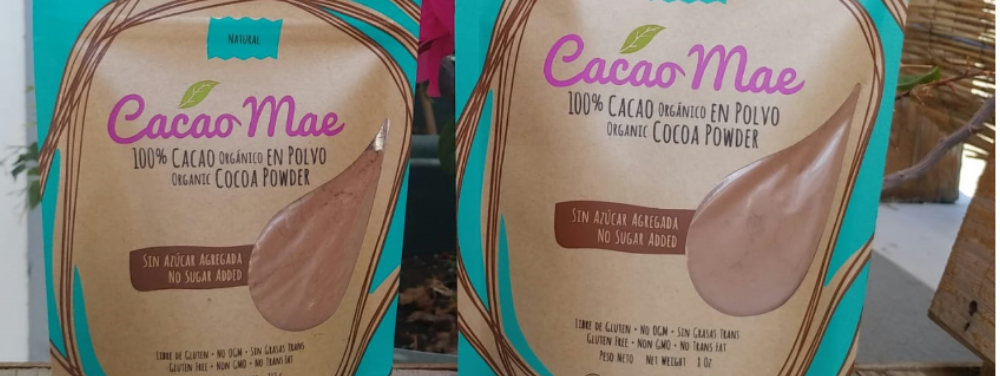 NATURAL
Cacao Mae
100% CACAO ORGÁNICO EN POLVO
ORGANIC COCOA POWDER
SIN AZÚCAR AGREGADA
NO SUGAR ADDED
LIBRE DE GLUTEN - NO OGM - SIN GRASAS TRANS
GLUTEN FREE - NON GMO - NO TRANS FAT
Cacao Mae
100% CACAO ORGÁNICO EN POLVO
ORGANIC COCOA POWDER
SIN AZÚCAR AGREGADA
NO SUGAR ADDED
LIBRE DE GLUTEN - NO OGM - SIN GRASAS TRANS
GLUTEN FREE - NON GMO - NO TRANS FAT
PESO NETO NET WEIGHT 8 OZ